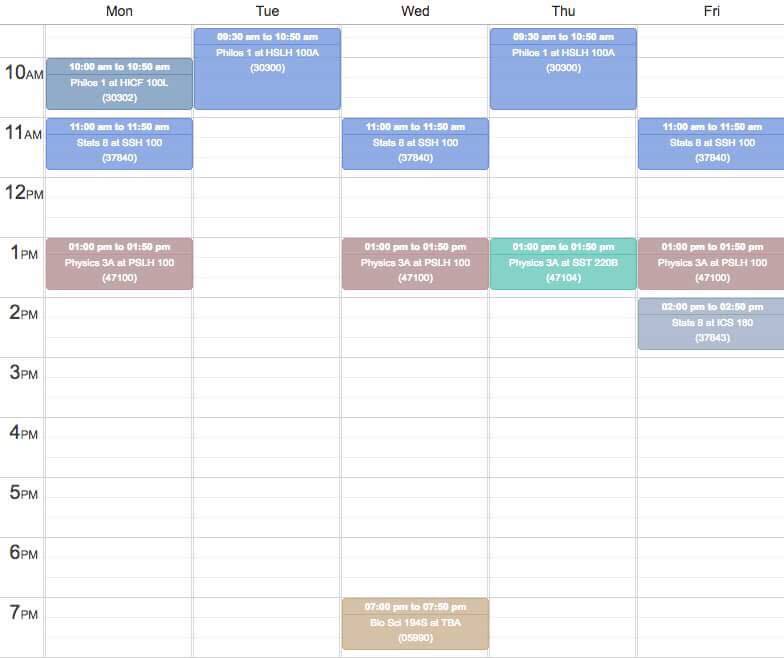 Mon Tue Wed Thu Fri
09:30 am to 10:50 am
Philos 1 at HSLH 100A
(30300)
09:30 am to 10:50 am
Philos 1 at HSLH 100A
(30300)
10AM
10:00 am to 10:50 am
Philos 1 at HICF 100L
(30302)
11AM
11:00 am to 11:50 am
Stats 8 at SSH 100
(37840)
11:00 am to 11:50 am
Stats 8 at SSH 100
(37840)
11:00 am to 11:50 am
Stats 8 at SSH 100
(37840)
12PM
1PM
01:00 pm to 01:50 pm
Physics 3A at PSLH 100
(47100)
01:00 pm to 01:50 pm
Physics 3A at PSLH 100
(47100)
01:00 pm to 01:50 pm
Physics 3A at SST 220B
(47104)
01:00 pm to 01:50 pm
Physics 3A at PSLH 100
(47100)
2PM
02:00 pm to 02:50 pm
Stats 8 at ICS 180
(37843)
3PM
4PM
5PM
6PM
7PM
07:00 pm to 07:50 pm
Bio Sci 194S at TBA
(05990)